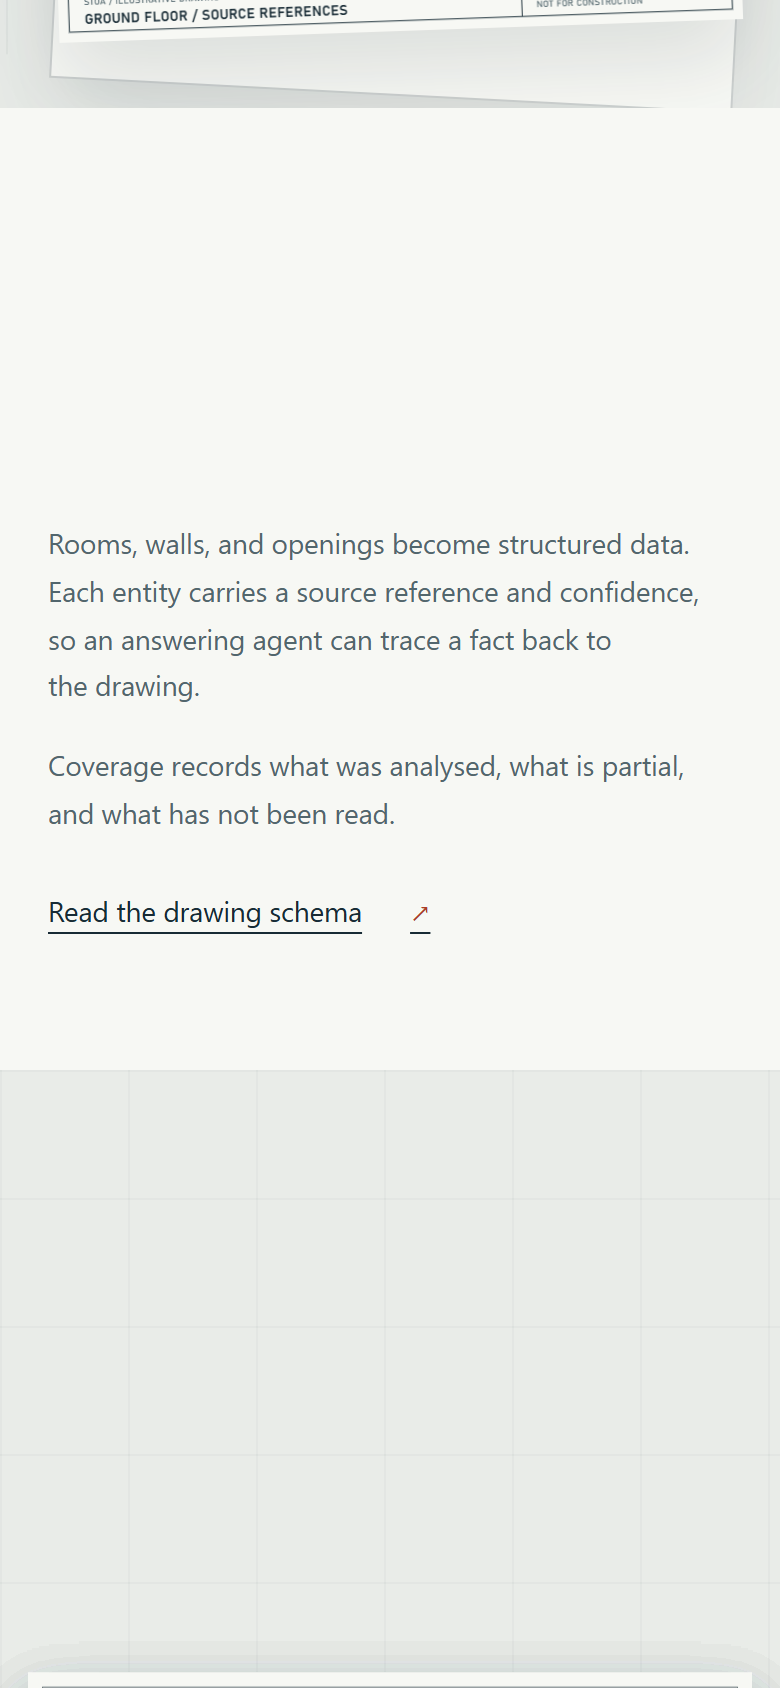 GROUND FLOOR / SOURCE REFERENCES
NOT FOR CONSTRUCTION
Rooms, walls, and openings become structured data.
Each entity carries a source reference and confidence,
so an answering agent can trace a fact back to
the drawing.
Coverage records what was analysed, what is partial,
and what has not been read.
Read the drawing schema ↗